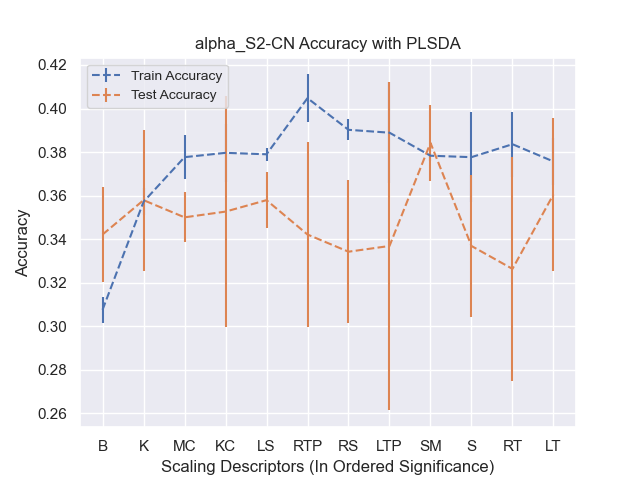 alpha_S2-CN Accuracy with PLSDA
Train Accuracy
Test Accuracy
Accuracy
0.42
0.40
0.38
0.36
0.34
0.32
0.30
0.28
0.26
B K MC KC LS RTP RS LTP SM S RT LT
Scaling Descriptors (In Ordered Significance)